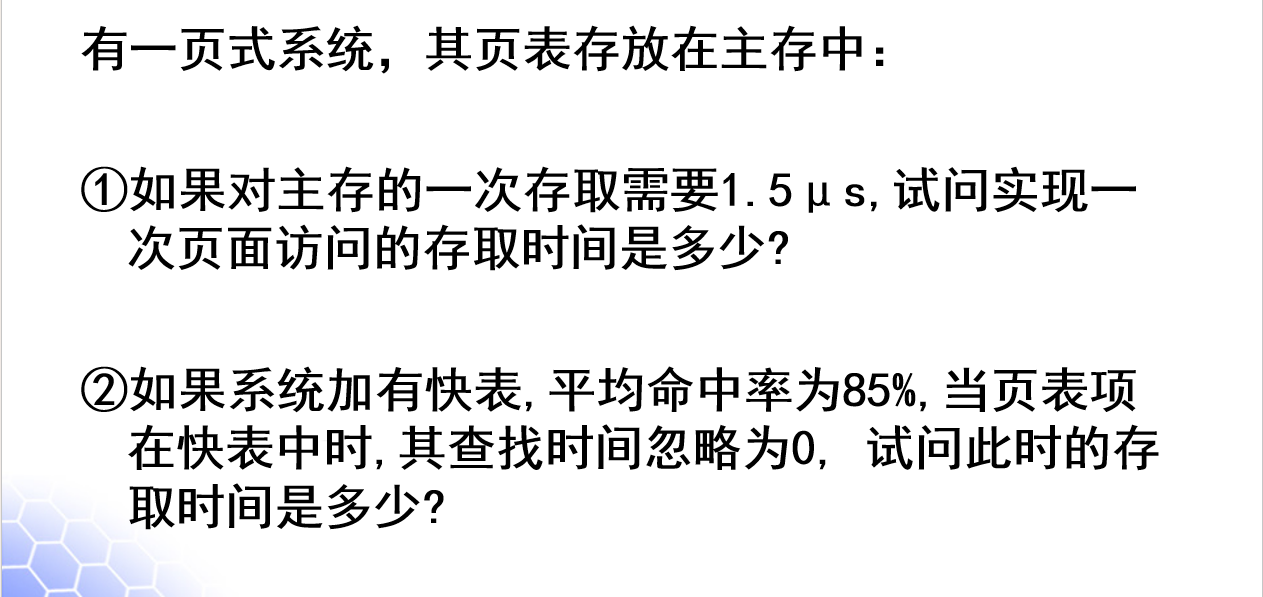 有一页式系统，其页表存放在主存中：
①如果对主存的一次存取需要1.5μs,试问实现一
次页面访问的存取时间是多少?
②如果系统加有快表,平均命中率为85%,当页表项
在快表中时,其查找时间忽略为0, 试问此时的存
取时间是多少?